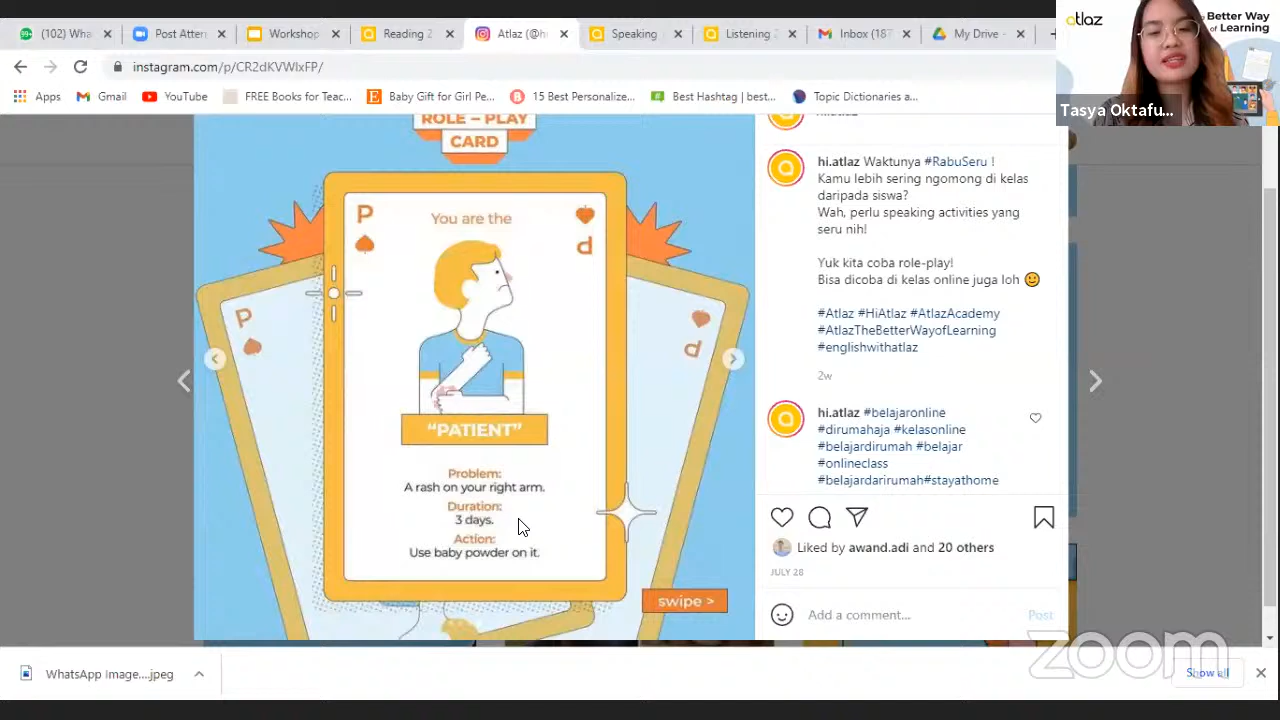 (102) Wha
Post Atten
Workshop
Reading 2
Atlaz (@h
Speaking
Listening 2
Inbox (187
My Drive -
instagram.com/p/CR2dKVWlxFP/
Apps
Gmail
YouTube
FREE Books for Teac...
Baby Gift for Girl Pe...
15 Best Personalize...
Best Hashtag | best...
Topic Dictionaries a...
atlaz
Better Way
of Learning
Tasya Oktafu...
ROLE – PLAY
CARD
P
You are the
P
"PATIENT"
Problem:
A rash on your right arm.
Duration:
3 days.
Action:
Use baby powder on it.
P
P
swipe >
hi.atlaz Waktunya #RabuSeru !
Kamu lebih sering ngomong di kelas
daripada siswa?
Wah, perlu speaking activities yang
seru nih!
Yuk kita coba role-play!
Bisa dicoba di kelas online juga loh
#Atlaz #HiAtlaz #AtlazAcademy
#AtlazTheBetterWayofLearning
#englishwithatlaz
2w
hi.atlaz #belajaronline
#dirumahaja #kelasonline
#belajardirumah #belajar
#onlineclass
#belajardarirumah#stayathome
Liked by awand.adi and 20 others
JULY 28
Add a comment...
Post
zoom
WhatsApp Image....jpeg
Show all